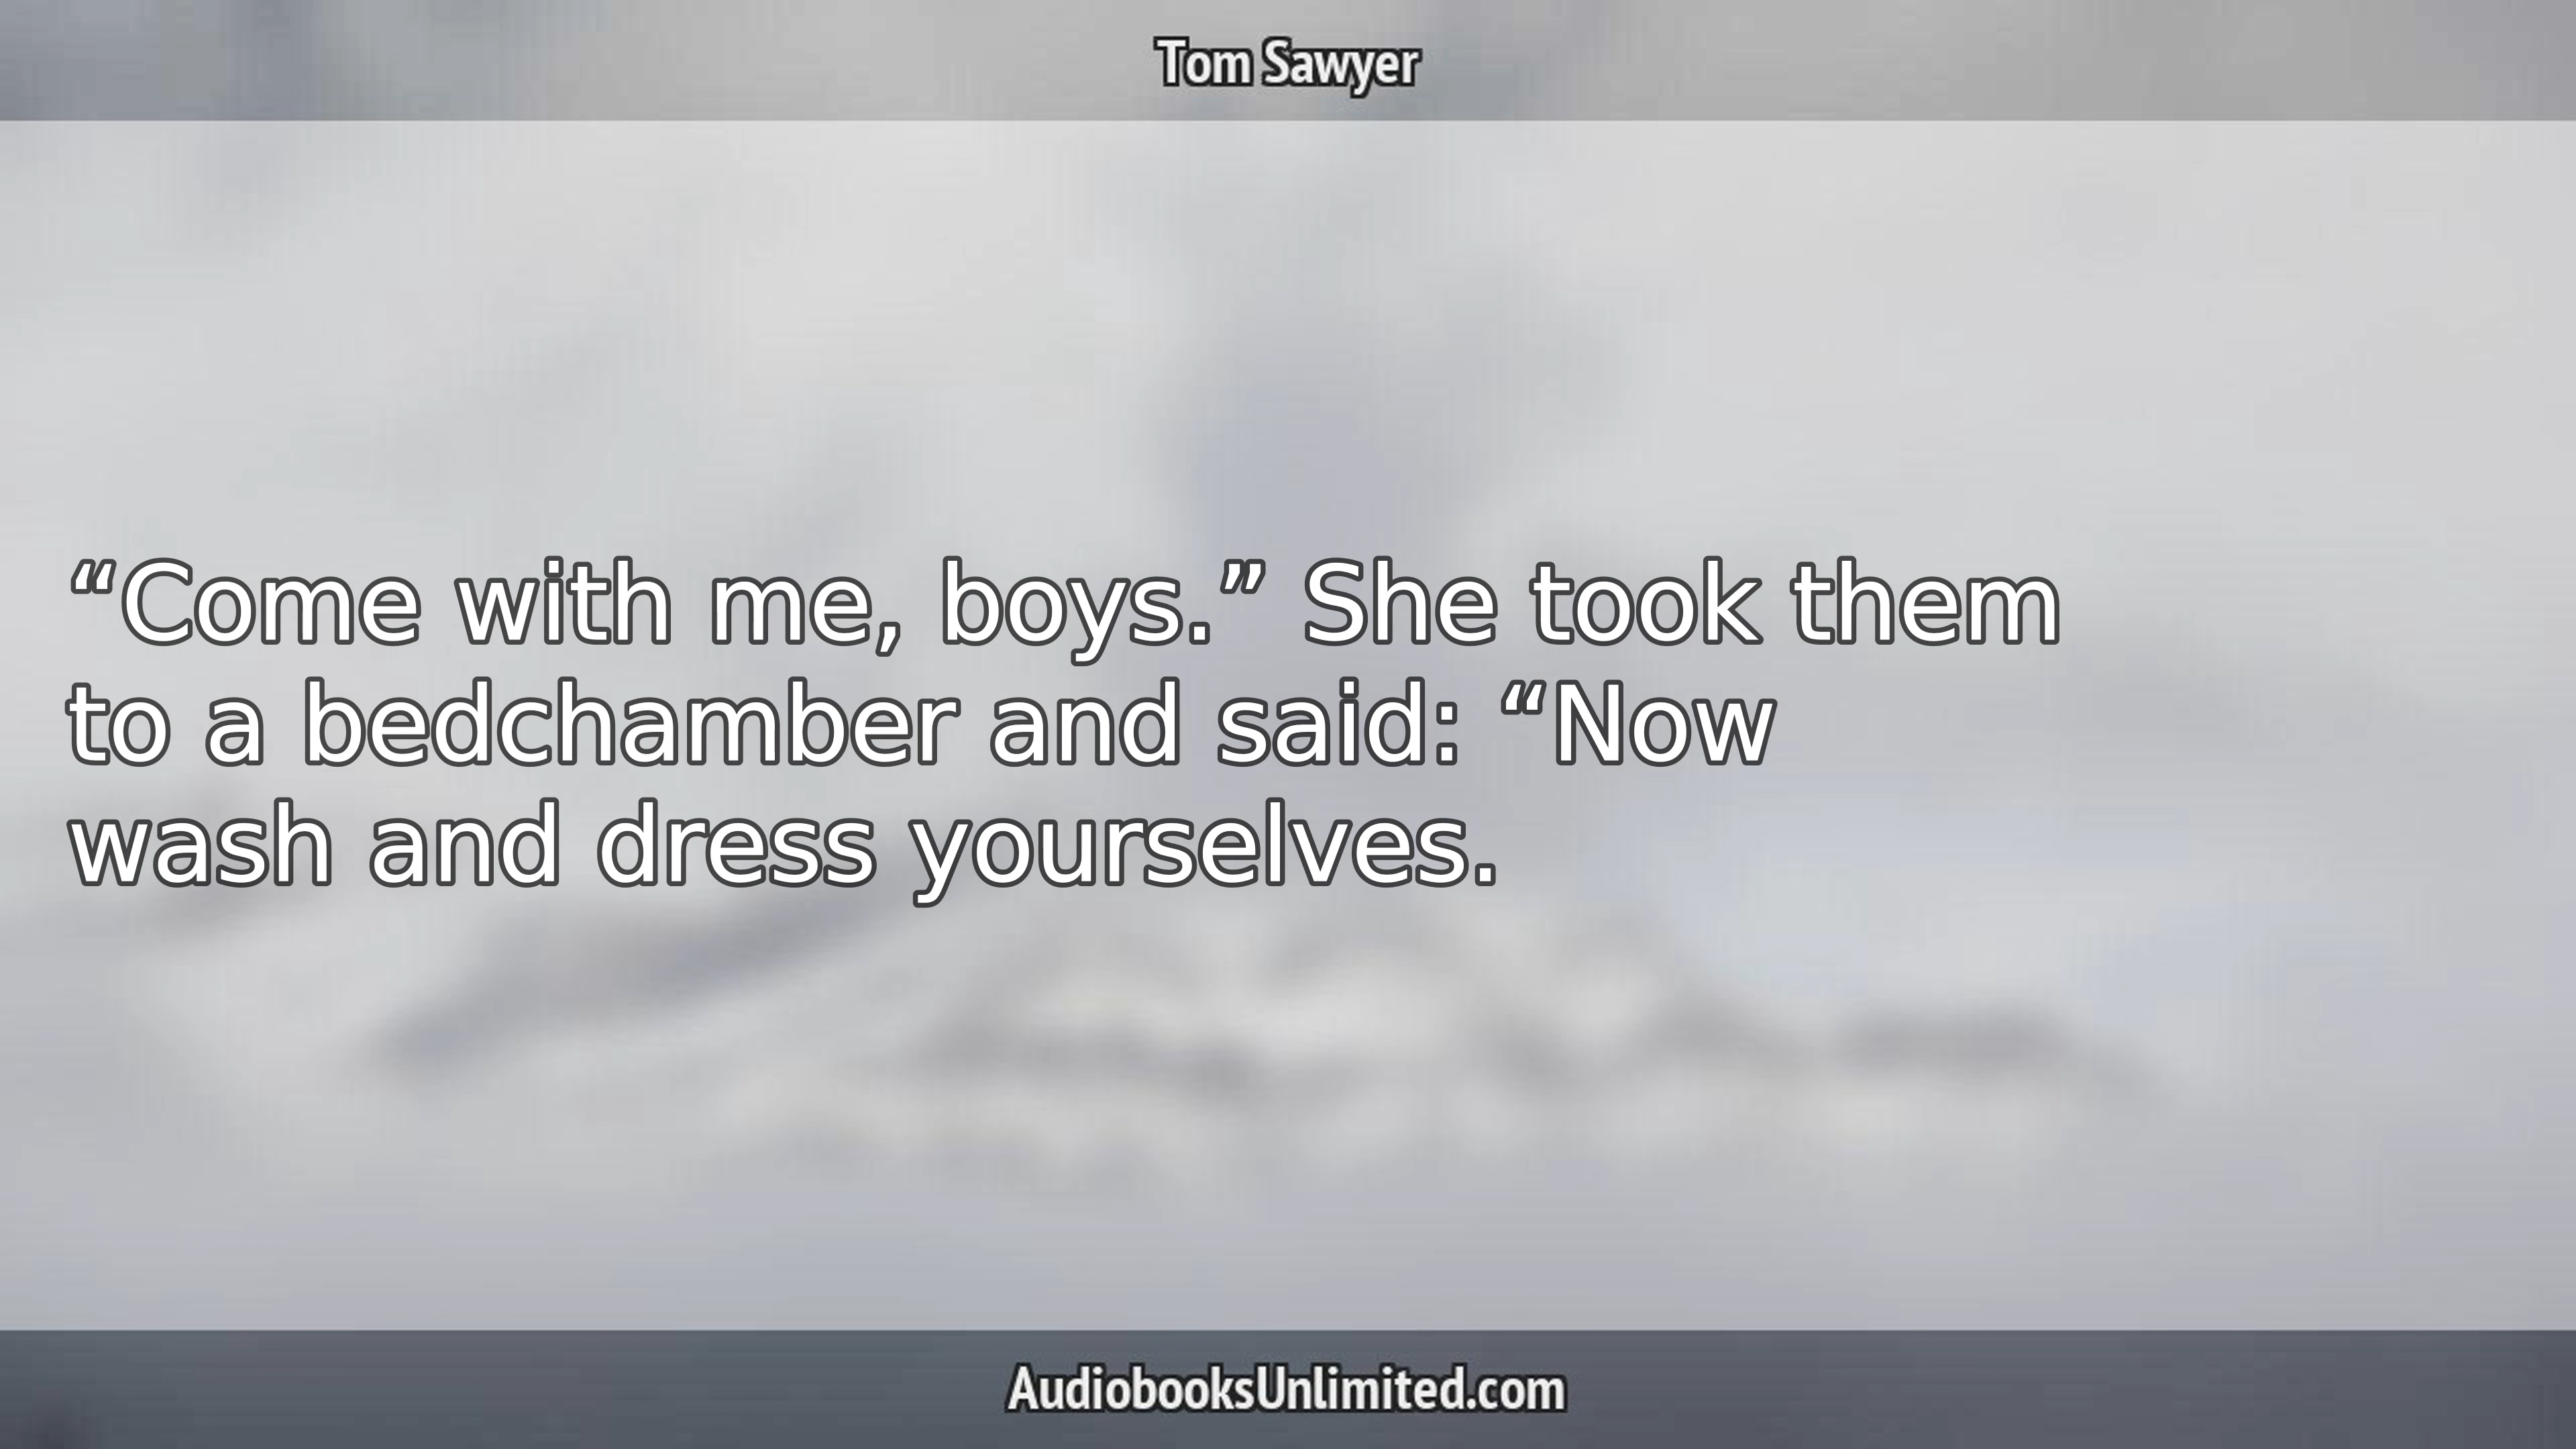 Tom Sawyer
“Come with me, boys.” She took them
to a bedchamber and said: “Now
wash and dress yourselves.
AudiobooksUnlimited.com